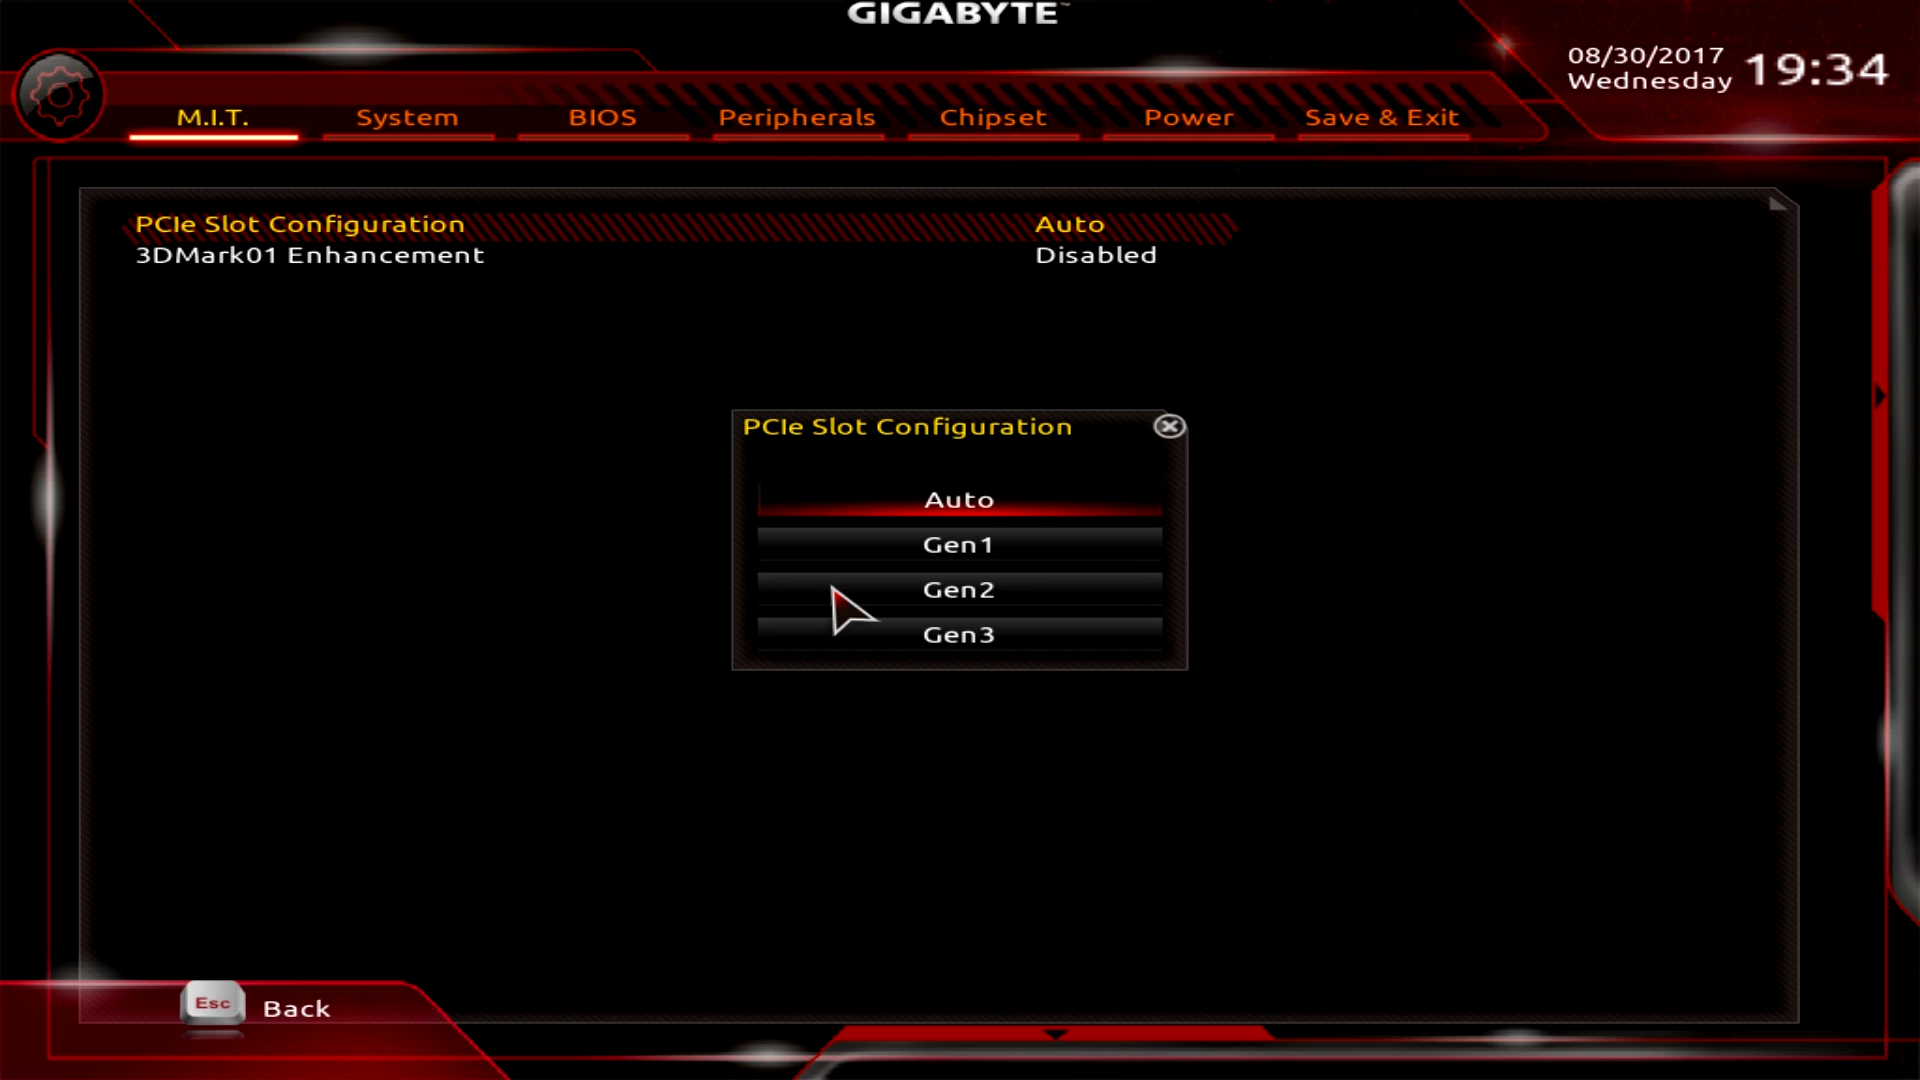 GIGABYTE™
08/30/2017
Wednesday
19:34
M.I.T. System BIOS Peripherals Chipset Power Save & Exit
PCIe Slot Configuration Auto
3DMark01 Enhancement Disabled
PCIe Slot Configuration
Auto
Gen1
Gen2
Gen3
Esc Back